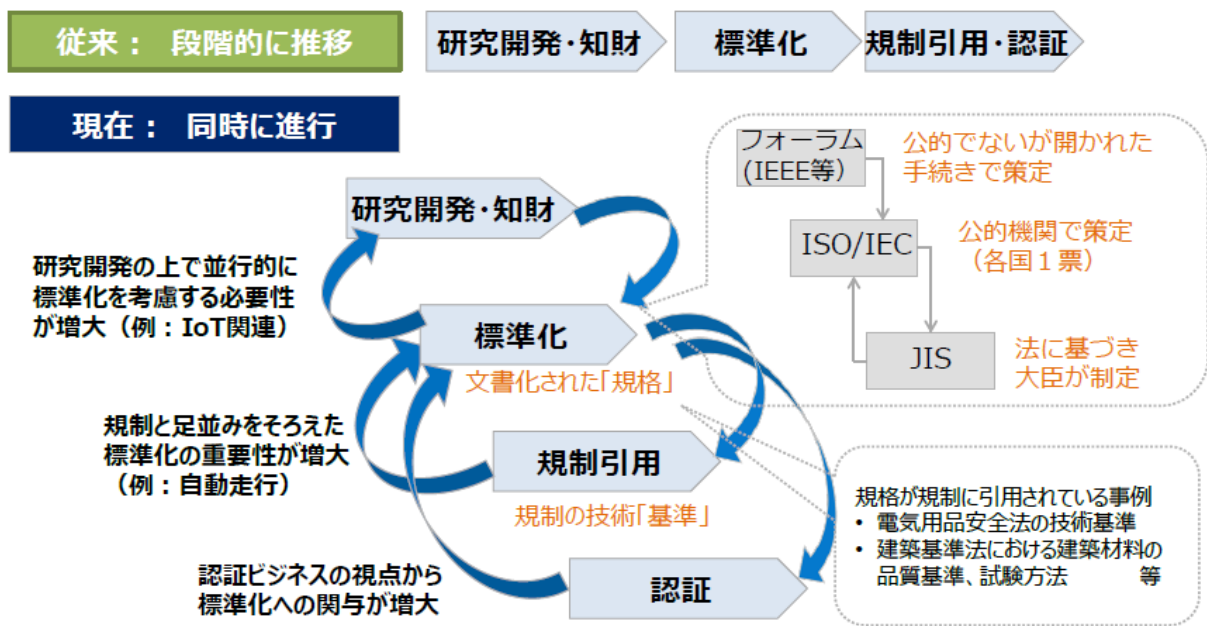 従来： 段階的に推移
研究開発・知財
標準化
規制引用・認証
現在： 同時に進行
フォーラム
(IEEE等）
公的でないが開かれた
手続きで策定
研究開発・知財
ISO/IEC
公的機関で策定
（各国１票）
研究開発の上で並行的に
標準化を考慮する必要性
が増大（例：IoT関連）
標準化
文書化された「規格」
JIS
法に基づき
大臣が制定
規制と足並みをそろえた
標準化の重要性が増大
（例：自動走行）
規制引用
規制の技術「基準」
規格が規制に引用されている事例
• 電気用品安全法の技術基準
• 建築基準法における建築材料の
品質基準、試験方法 等
認証ビジネスの視点から
標準化への関与が増大
認証